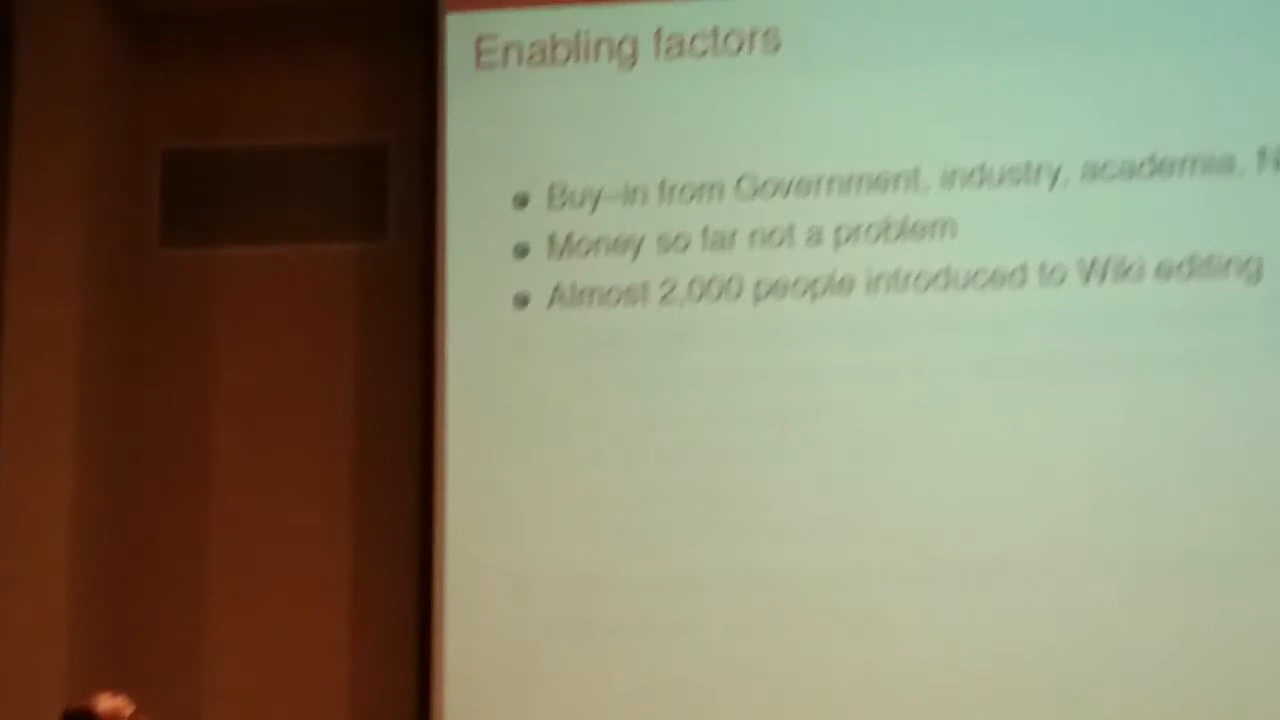 Enabling factors
Buy-in from Government, industry, academia,
Money so far not a problem
Almost 2,000 people introduced to Wiki editing